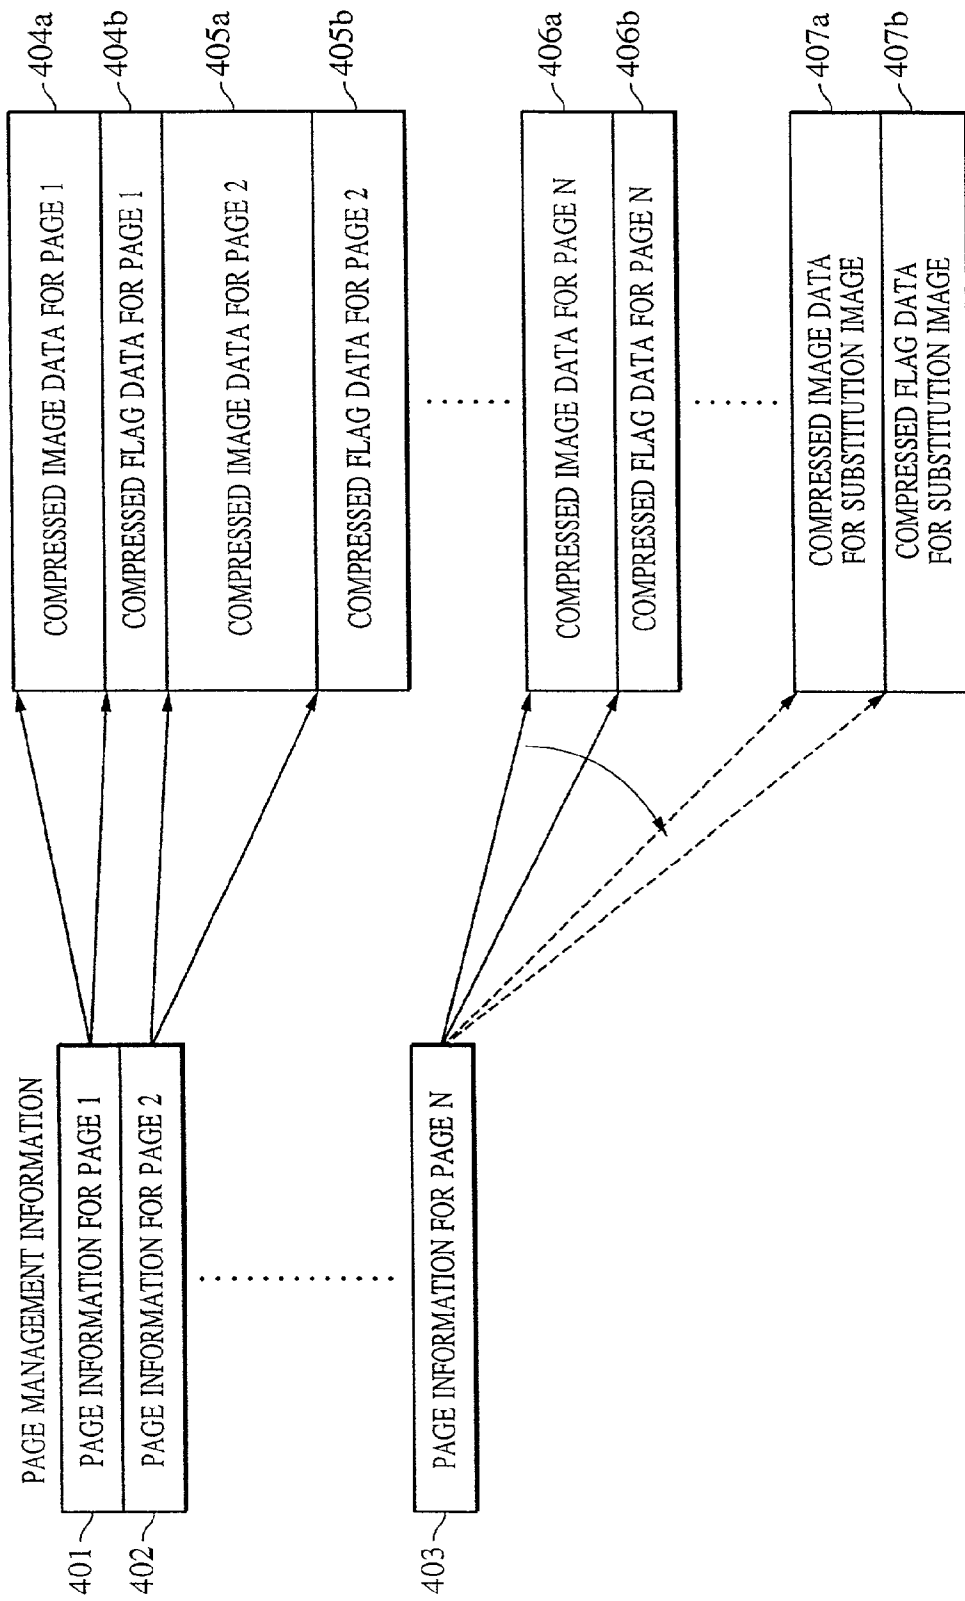 PAGE MANAGEMENT INFORMATION
401
PAGE INFORMATION FOR PAGE 1
402
PAGE INFORMATION FOR PAGE 2
403
PAGE INFORMATION FOR PAGE N
COMPRESSED IMAGE DATA FOR PAGE 1
404a
COMPRESSED FLAG DATA FOR PAGE 1
404b
COMPRESSED IMAGE DATA FOR PAGE 2
405a
COMPRESSED FLAG DATA FOR PAGE 2
405b
COMPRESSED IMAGE DATA FOR PAGE N
406a
COMPRESSED FLAG DATA FOR PAGE N
406b
COMPRESSED IMAGE DATA
FOR SUBSTITUTION IMAGE
407a
COMPRESSED FLAG DATA
FOR SUBSTITUTION IMAGE
407b